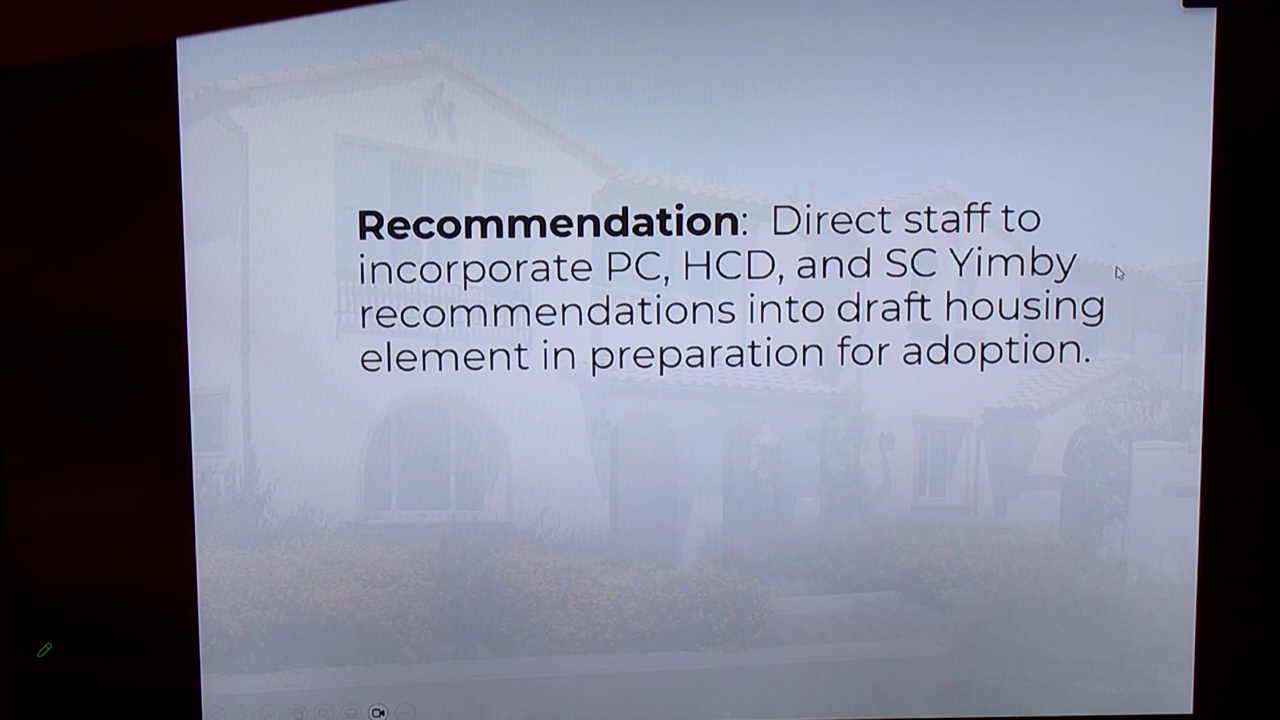 Recommendation: Direct staff to
incorporate PC, HCD, and SC Yimby
recommendations into draft housing
element in preparation for adoption.